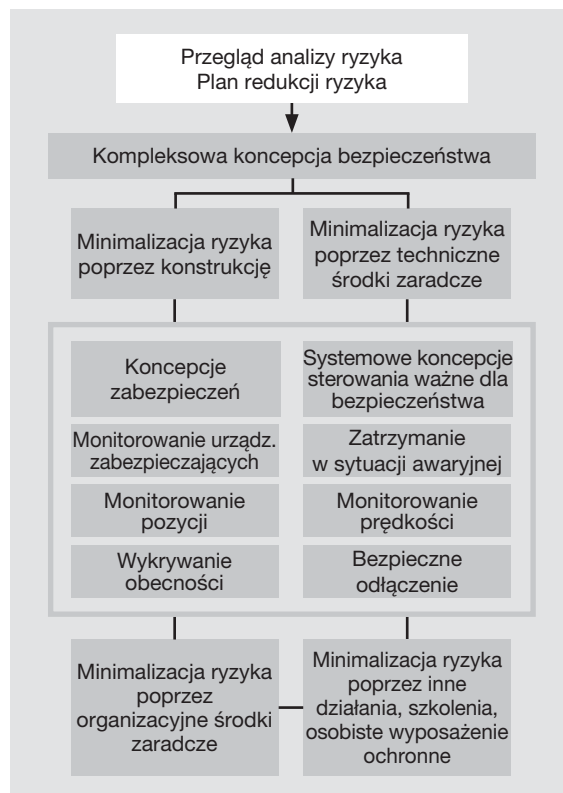 Przegląd analizy ryzyka
Plan redukcji ryzyka
Kompleksowa koncepcja bezpieczeństwa
Minimalizacja ryzyka
poprzez konstrukcję
Minimalizacja ryzyka
poprzez techniczne
środki zaradcze
Koncepcje
zabezpieczeń
Systemowe koncepcje
sterowania ważne dla
bezpieczeństwa
Monitorowanie urządz.
zabezpieczających
Zatrzymanie
w sytuacji awaryjnej
Monitorowanie
pozycji
Monitorowanie
prędkości
Wykrywanie
obecności
Bezpieczne
odłączenie
Minimalizacja ryzyka
poprzez
organizacyjne środki
zaradcze
Minimalizacja ryzyka
poprzez inne
działania, szkolenia,
osobiste wyposażenie
ochronne